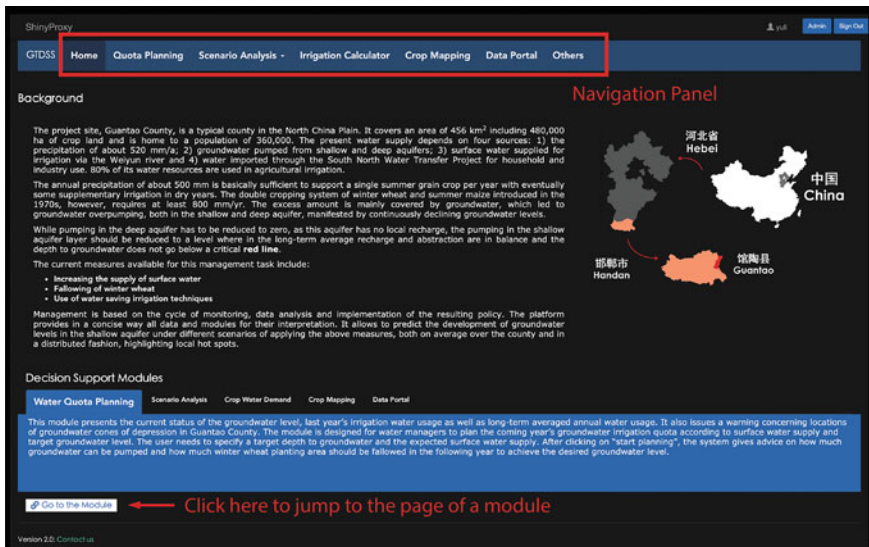 ShinyProxy
yuli
Admin
Sign Out
GTDSS Home Quota Planning Scenario Analysis Irrigation Calculator Crop Mapping Data Portal Others
Background
Navigation Panel
The project site, Guantao County, is a typical county in the North China Plain. It covers an area of 456 km² including 480,000
ha of crop land and is home to a population of 360,000. The present water supply depends on four sources: 1) the
precipitation of about 520 mm/a; 2) groundwater pumped from shallow and deep aquifers; 3) surface water supplied for
irrigation via the Weiyun river and 4) water imported through the South North Water Transfer Project for household and
industry use. 80% of its water resources are used in agricultural irrigation.
The annual precipitation of about 500 mm is basically sufficient to support a single summer grain crop per year with eventually
some supplementary irrigation in dry years. The double cropping system of winter wheat and summer maize introduced in the
1970s, however, requires at least 800 mm/yr. The excess amount is mainly covered by groundwater, which led to
groundwater overpumping, both in the shallow and deep aquifer, manifested by continuously declining groundwater levels.
While pumping in the deep aquifer has to be reduced to zero, as this aquifer has no local recharge, the pumping in the shallow
aquifer layer should be reduced to a level where in the long-term average recharge and abstraction are in balance and the
depth to groundwater does not go below a critical red line.
The current measures available for this management task include:
• Increasing the supply of surface water
• Fallowing of winter wheat
• Use of water saving irrigation techniques
Management is based on the cycle of monitoring, data analysis and implementation of the resulting policy. The platform
provides in a concise way all data and modules for their interpretation. It allows to predict the development of groundwater
levels in the shallow aquifer under different scenarios of applying the above measures, both on average over the county and in
a distributed fashion, highlighting local hot spots.
河北省
Hebei
中国
China
邯郸市
Handan
馆陶县
Guantao
Decision Support Modules
Water Quota Planning Scenario Analysis Crop Water Demand Crop Mapping Data Portal
This module presents the current status of the groundwater level, last year's irrigation water usage as well as long-term averaged annual water usage. It also issues a warning concerning locations
of groundwater cones of depression in Guantao County. The module is designed for water managers to plan the coming year's groundwater irrigation quota according to surface water supply and
target groundwater level. The user needs to specify a target depth to groundwater and the expected surface water supply. After clicking on "start planning", the system gives advice on how much
groundwater can be pumped and how much winter wheat planting area should be fallowed in the following year to achieve the desired groundwater level.
Go to the Module
Click here to jump to the page of a module
Version 2.0: Contact us